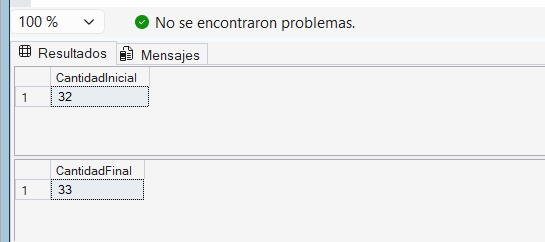 100 %
No se encontraron problemas.
Resultados
Mensajes
CantidadInicial
1
32
CantidadFinal
1
33